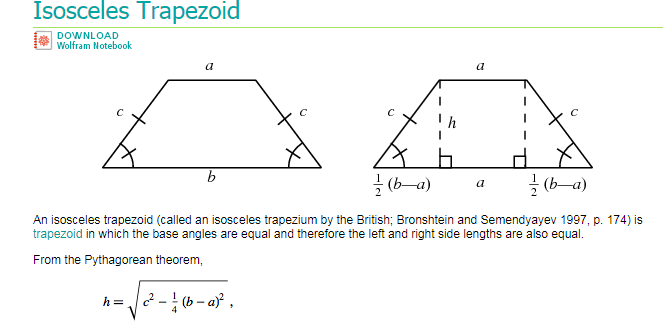 Isosceles Trapezoid
DOWNLOAD
Wolfram Notebook
a a
c c c h c
b ½ (b—a) a ½ (b—a)
An isosceles trapezoid (called an isosceles trapezium by the British; Bronshtein and Semendyayev 1997, p. 174) is
trapezoid in which the base angles are equal and therefore the left and right side lengths are also equal.
From the Pythagorean theorem,
h = √(c² − ¼ (b − a)²) ,